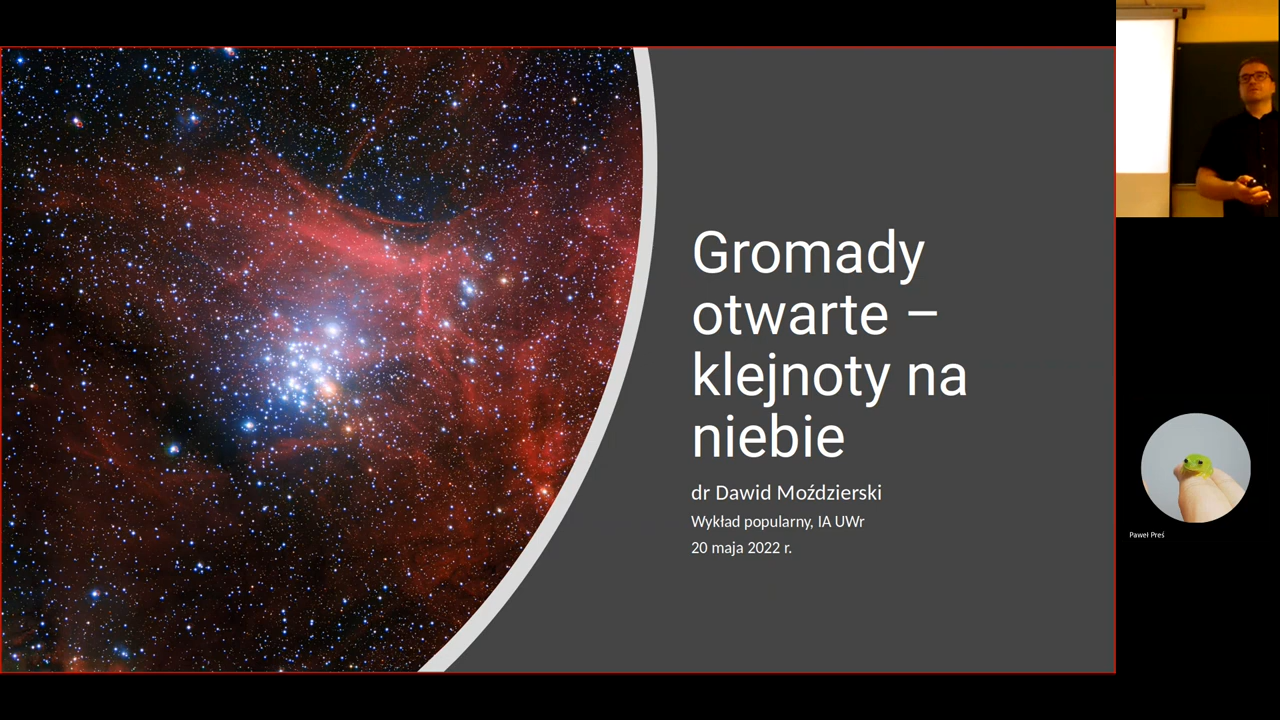 Gromady
otwarte –
klejnoty na
niebie
dr Dawid Moździerski
Wykład popularny, IA UWr
20 maja 2022 r.
Paweł Preś